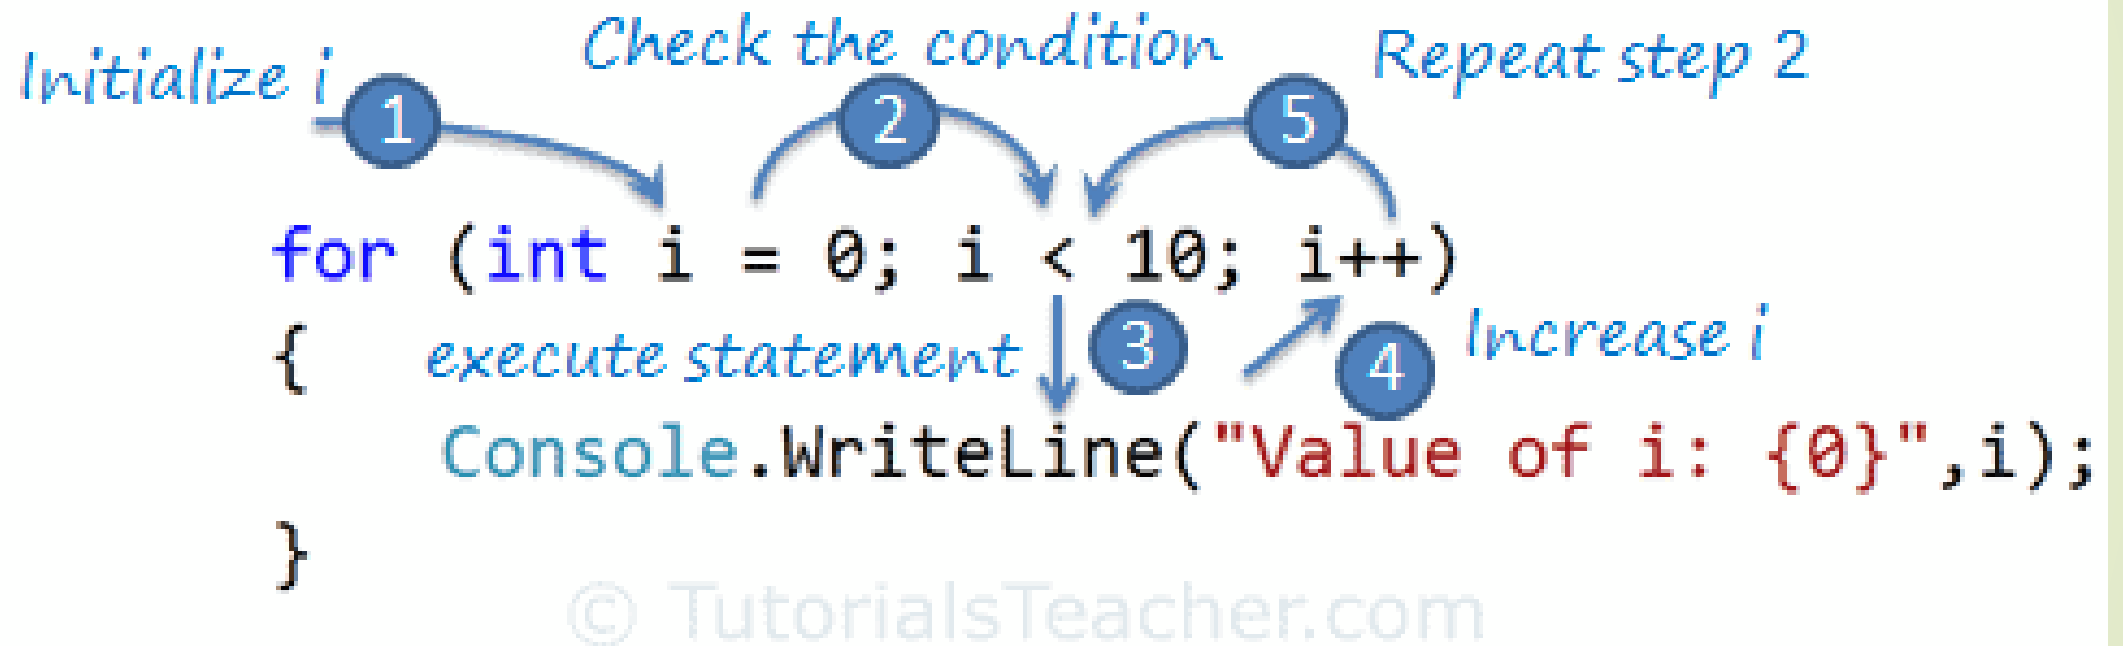 Initialize i
Check the condition
Repeat step 2
1
2
5
for (int i = 0; i < 10; i++)
{
execute statement
3
4
Increase i
Console.WriteLine("Value of i: {0}",i);
}
© TutorialsTeacher.com